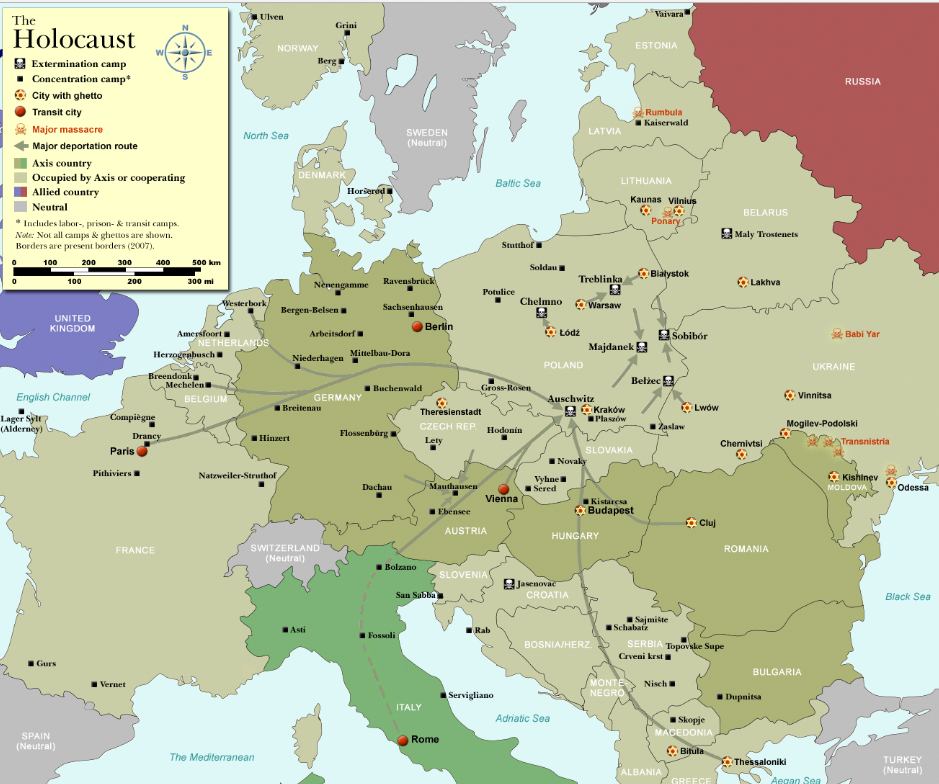 The
Holocaust
N
W
E
S
Extermination camp
Concentration camp*
City with ghetto
Transit city
Major massacre
Major deportation route
Axis country
Occupied by Axis or cooperating
Allied country
Neutral
* Includes labor-, prison- & transit camps.
Note: Not all camps & ghettos are shown.
Borders are present borders (2007).
0 100 200 300 400 500 km
0 100 200 300 mi
Ulven
Grini
NORWAY
Berg
SWEDEN
(Neutral)
Vaivara
ESTONIA
RUSSIA
North Sea
Rumbula
Kaiserwald
LATVIA
DENMARK
Horserød
Baltic Sea
LITHUANIA
Kaunas
Vilnius
Ponary
BELARUS
Maly Trostenets
Stutthof
Soldau
Treblinka
Bialystok
Lakhva
Potulice
Chelmno
Warsaw
Łódź
Sobibór
Majdanek
POLAND
Bełżec
Babi Yar
UKRAINE
Vinnitsa
UNITED
KINGDOM
Westerbork
Nenengamme
Ravensbrück
Bergen-Belsen
Sachsenhausen
Amersfoort
NETHERLANDS
Arbeitsdorf
Berlin
Herzogenbusch
Niederhagen
Mittelbau-Dora
Breendonk
Mechelen
BELGIUM
GERMANY
Buchenwald
Gross-Rosen
English Channel
Lager Sylt
(Alderney)
Breitenau
Theresienstadt
Auschwitz
Kraków
Płaszów
Lwów
Compiègne
Drancy
Paris
Hinzert
Flossenbürg
CZECH REP.
Lety
Hodonín
Zaslaw
Mogilev-Podolski
Chernivtsi
Transnistria
SLOVAKIA
Pithiviers
Natzweiler-Struthof
Novaky
Vyhne
Sered
Kishinev
MOLDOVA
Odessa
Dachau
Mauthausen
Vienna
Ebensee
AUSTRIA
Kistarcsa
Budapest
HUNGARY
Cluj
ROMANIA
FRANCE
SWITZERLAND
(Neutral)
Bolzano
SLOVENIA
San Sabba
Jasenovac
CROATIA
Black Sea
Asti
Fossoli
Rab
BOSNIA/HERZ.
Sajmište
Schabatz
SERBIA
Topovske Supe
Crveni krst
Gurs
Vernet
Servigliano
MONTE
NEGRO
Nisch
BULGARIA
Dupnitsa
ITALY
Adriatic Sea
Skopje
MACEDONIA
SPAIN
(Neutral)
The Mediterranean
Rome
Bitula
Thessaloniki
TURKEY
(Neutral)
ALBANIA
GREECE
Aegan Sea